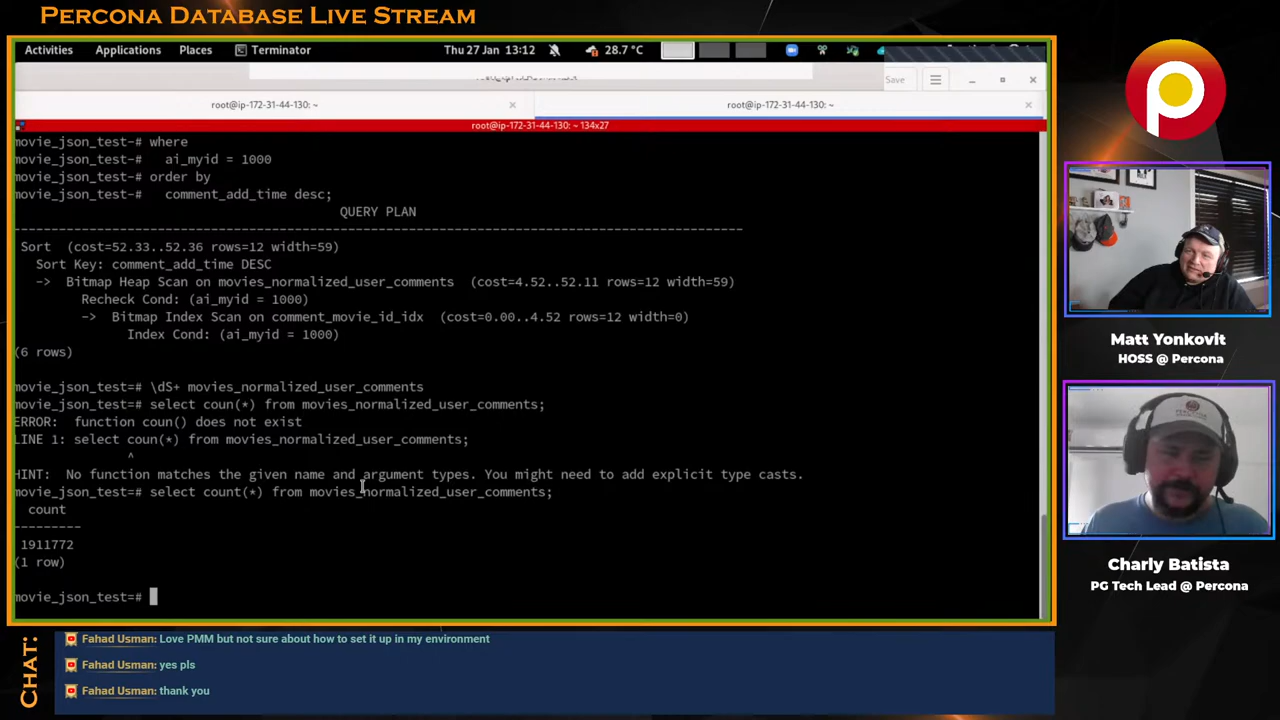 PERCONA DATABASE LIVE STREAM
Activities Applications Places Terminator Thu 27 Jan 13:12 28.7 °C
Save
root@ip-172-31-44-130: ~
root@ip-172-31-44-130: ~
root@ip-172-31-44-130: ~ 134x27
movie_json_test-# where
movie_json_test-#   ai_myid = 1000
movie_json_test-# order by
movie_json_test-#   comment_add_time desc;
QUERY PLAN
-----------------------------------------------------------------------------------------------
Sort  (cost=52.33..52.36 rows=12 width=59)
Sort Key: comment_add_time DESC
->  Bitmap Heap Scan on movies_normalized_user_comments  (cost=4.52..52.11 rows=12 width=59)
Recheck Cond: (ai_myid = 1000)
->  Bitmap Index Scan on comment_movie_id_idx  (cost=0.00..4.52 rows=12 width=0)
Index Cond: (ai_myid = 1000)
(6 rows)
movie_json_test=# \dS+ movies_normalized_user_comments
movie_json_test=# select coun(*) from movies_normalized_user_comments;
ERROR:  function coun() does not exist
LINE 1: select coun(*) from movies_normalized_user_comments;
^
HINT:  No function matches the given name and argument types. You might need to add explicit type casts.
movie_json_test=# select count(*) from movies_normalized_user_comments;
count
---------
1911772
(1 row)
movie_json_test=#
Matt Yonkovit
HOSS @ Percona
Charly Batista
PG Tech Lead @ Percona
CHAT:
Fahad Usman: Love PMM but not sure about how to set it up in my environment
Fahad Usman: yes pls
Fahad Usman: thank you